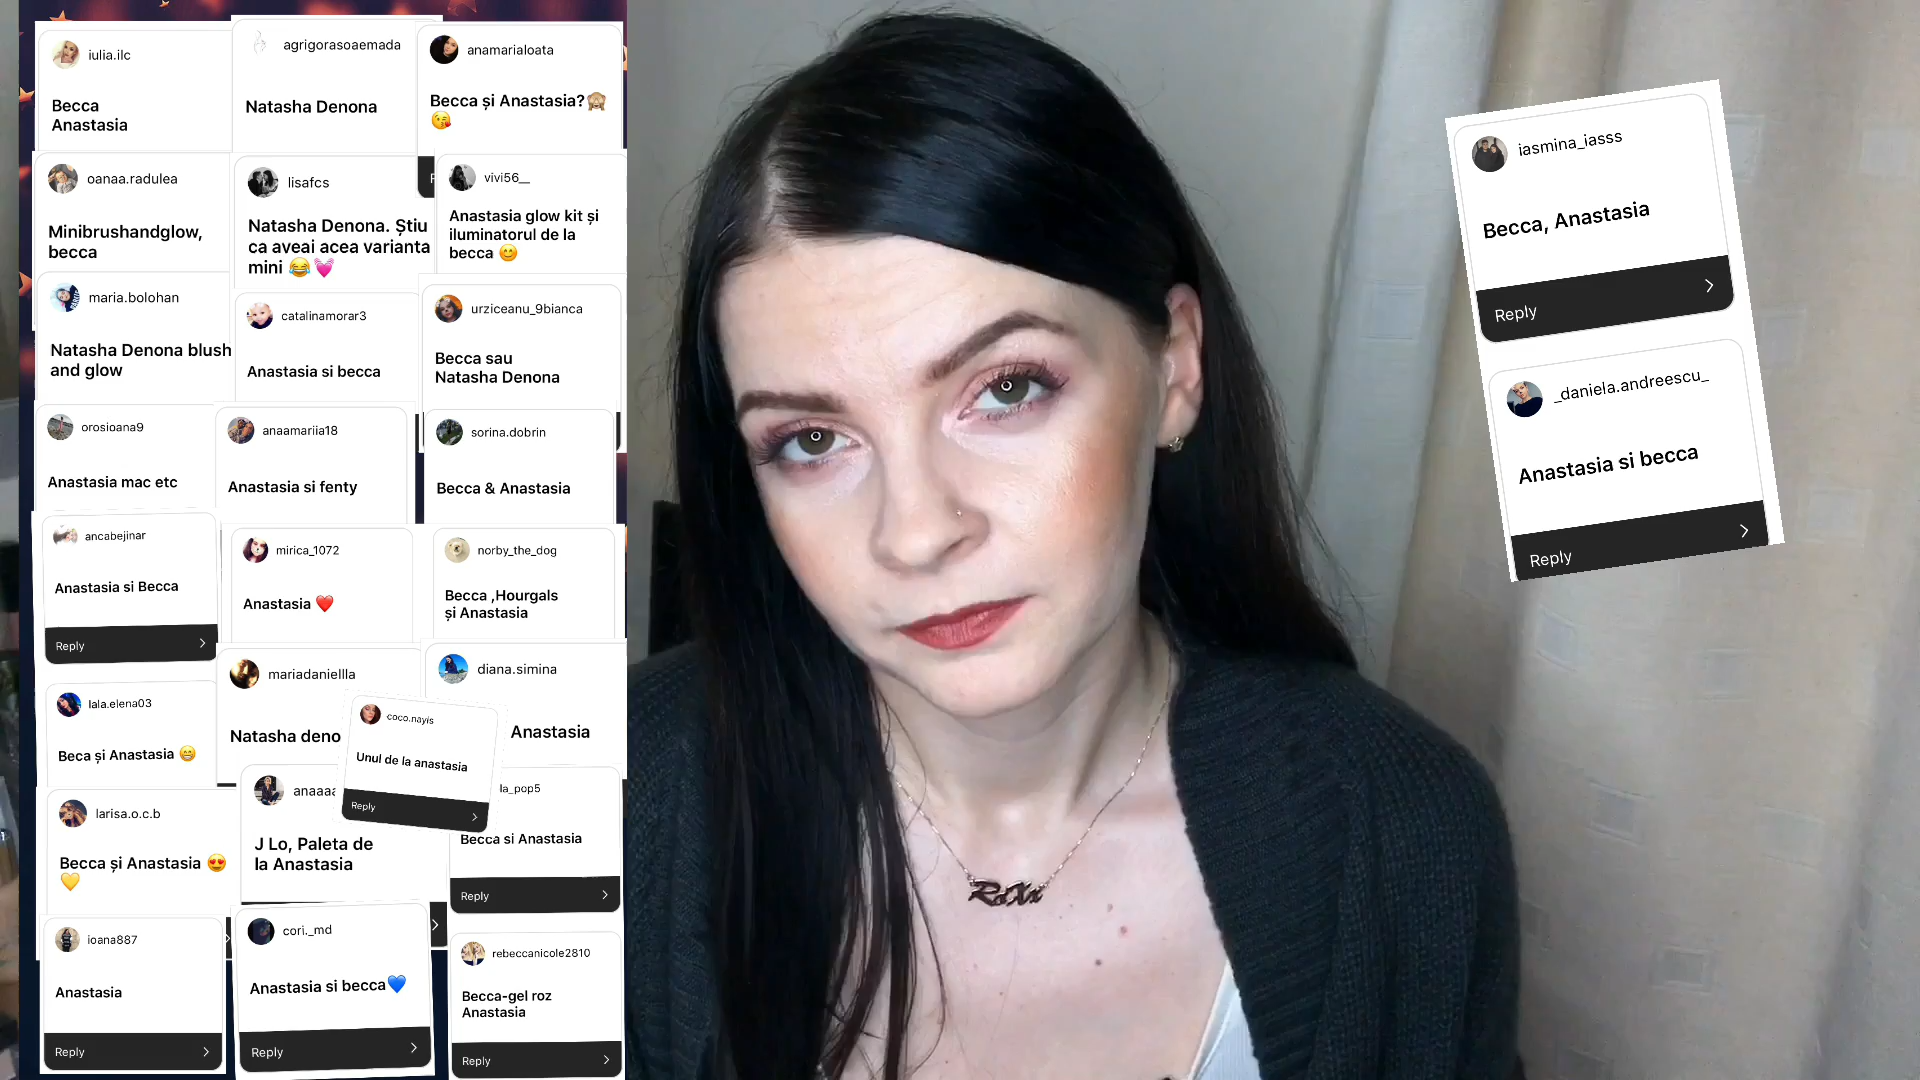 iulia.ilc
Becca
Anastasia
agrigorasoaemada
Natasha Denona
anamarialoata
Becca și Anastasia?🙈
😘
oanaa.radulea
Minibrushandglow,
becca
lisafcs
Natasha Denona. Știu
ca aveai acea varianta
mini 😂💓
vivi56__
Anastasia glow kit și
iluminatorul de la
becca 😊
maria.bolohan
Natasha Denona blush
and glow
catalinamorar3
Anastasia si becca
urziceanu_9bianca
Becca sau
Natasha Denona
orosioana9
Anastasia mac etc
anaamariia18
Anastasia si fenty
sorina.dobrin
Becca & Anastasia
ancabejinar
Anastasia si Becca
Reply
mirica_1072
Anastasia ❤️
norby_the_dog
Becca ,Hourgals
și Anastasia
lala.elena03
Beca și Anastasia 😁
mariadaniellla
Natasha deno
diana.simina
Anastasia
coco.nayis
Unul de la anastasia
Reply
larisa.o.c.b
Becca și Anastasia 😍
💛
anaaa
J Lo, Paleta de
la Anastasia
la_pop5
Becca si Anastasia
Reply
ioana887
Anastasia
Reply
cori._md
Anastasia si becca💙
Reply
rebeccanicole2810
Becca-gel roz
Anastasia
Reply
iasmina_iasss
Becca, Anastasia
Reply
_daniela.andreescu_
Anastasia si becca
Reply
RoXa